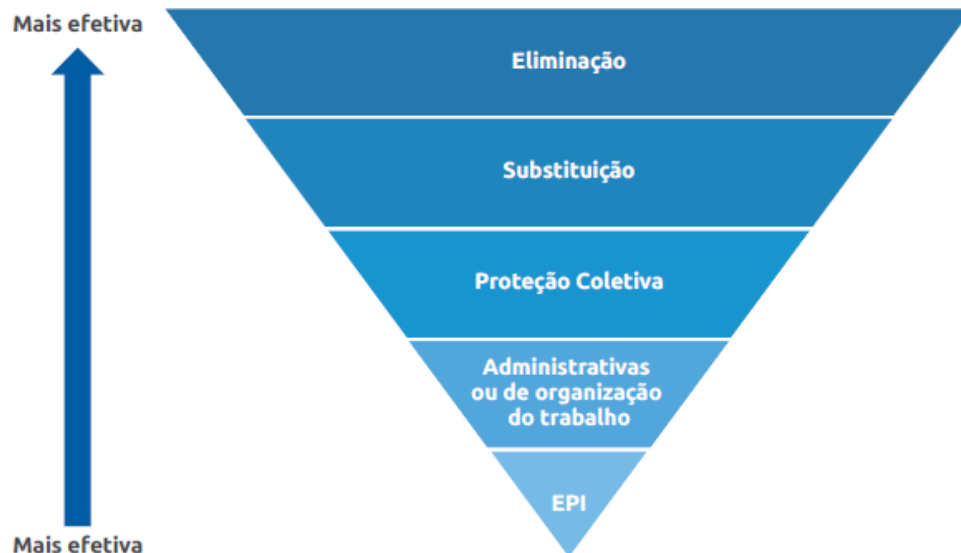 Mais efetiva
Eliminação
Substituição
Proteção Coletiva
Administrativas
ou de organização
do trabalho
EPI
Mais efetiva